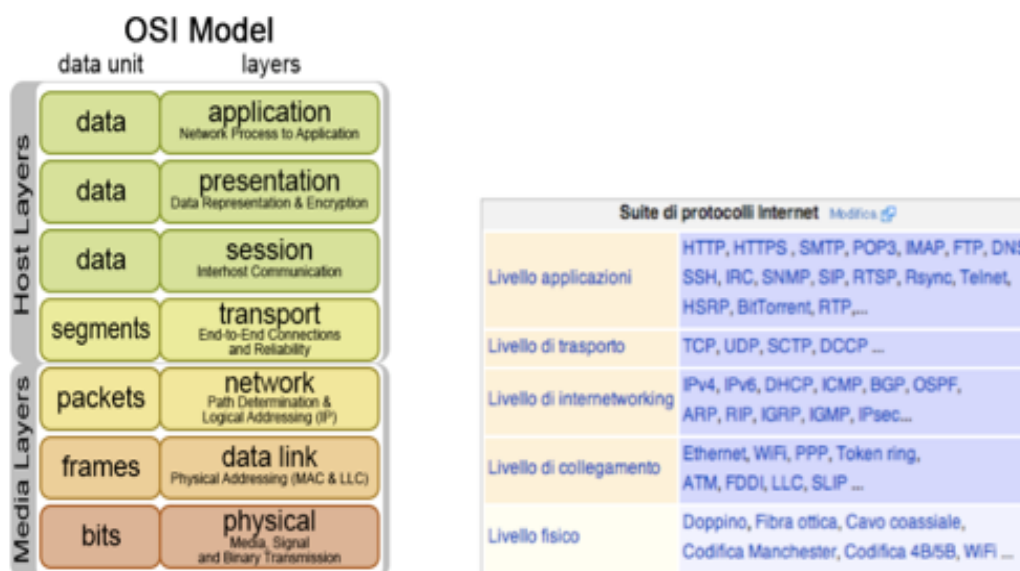 OSI Model
data unit layers
Host Layers
data application
Network Process to Application
data presentation
Data Representation & Encryption
data session
Interhost Communication
segments transport
End-to-End Connections
and Reliability
Media Layers
packets network
Path Determination &
Logical Addressing (IP)
frames data link
Physical Addressing (MAC & LLC)
bits physical
Media, Signal
and Binary Transmission
Suite di protocolli Internet Modifica
Livello applicazioni
HTTP, HTTPS , SMTP, POP3, IMAP, FTP, DNS
SSH, IRC, SNMP, SIP, RTSP, Rsync, Telnet,
HSRP, BitTorrent, RTP,...
Livello di trasporto
TCP, UDP, SCTP, DCCP ...
Livello di internetworking
IPv4, IPv6, DHCP, ICMP, BGP, OSPF,
ARP, RIP, IGRP, IGMP, IPsec...
Livello di collegamento
Ethernet, WiFi, PPP, Token ring,
ATM, FDDI, LLC, SLIP ...
Livello fisico
Doppino, Fibra ottica, Cavo coassiale,
Codifica Manchester, Codifica 4B/5B, WiFi ...